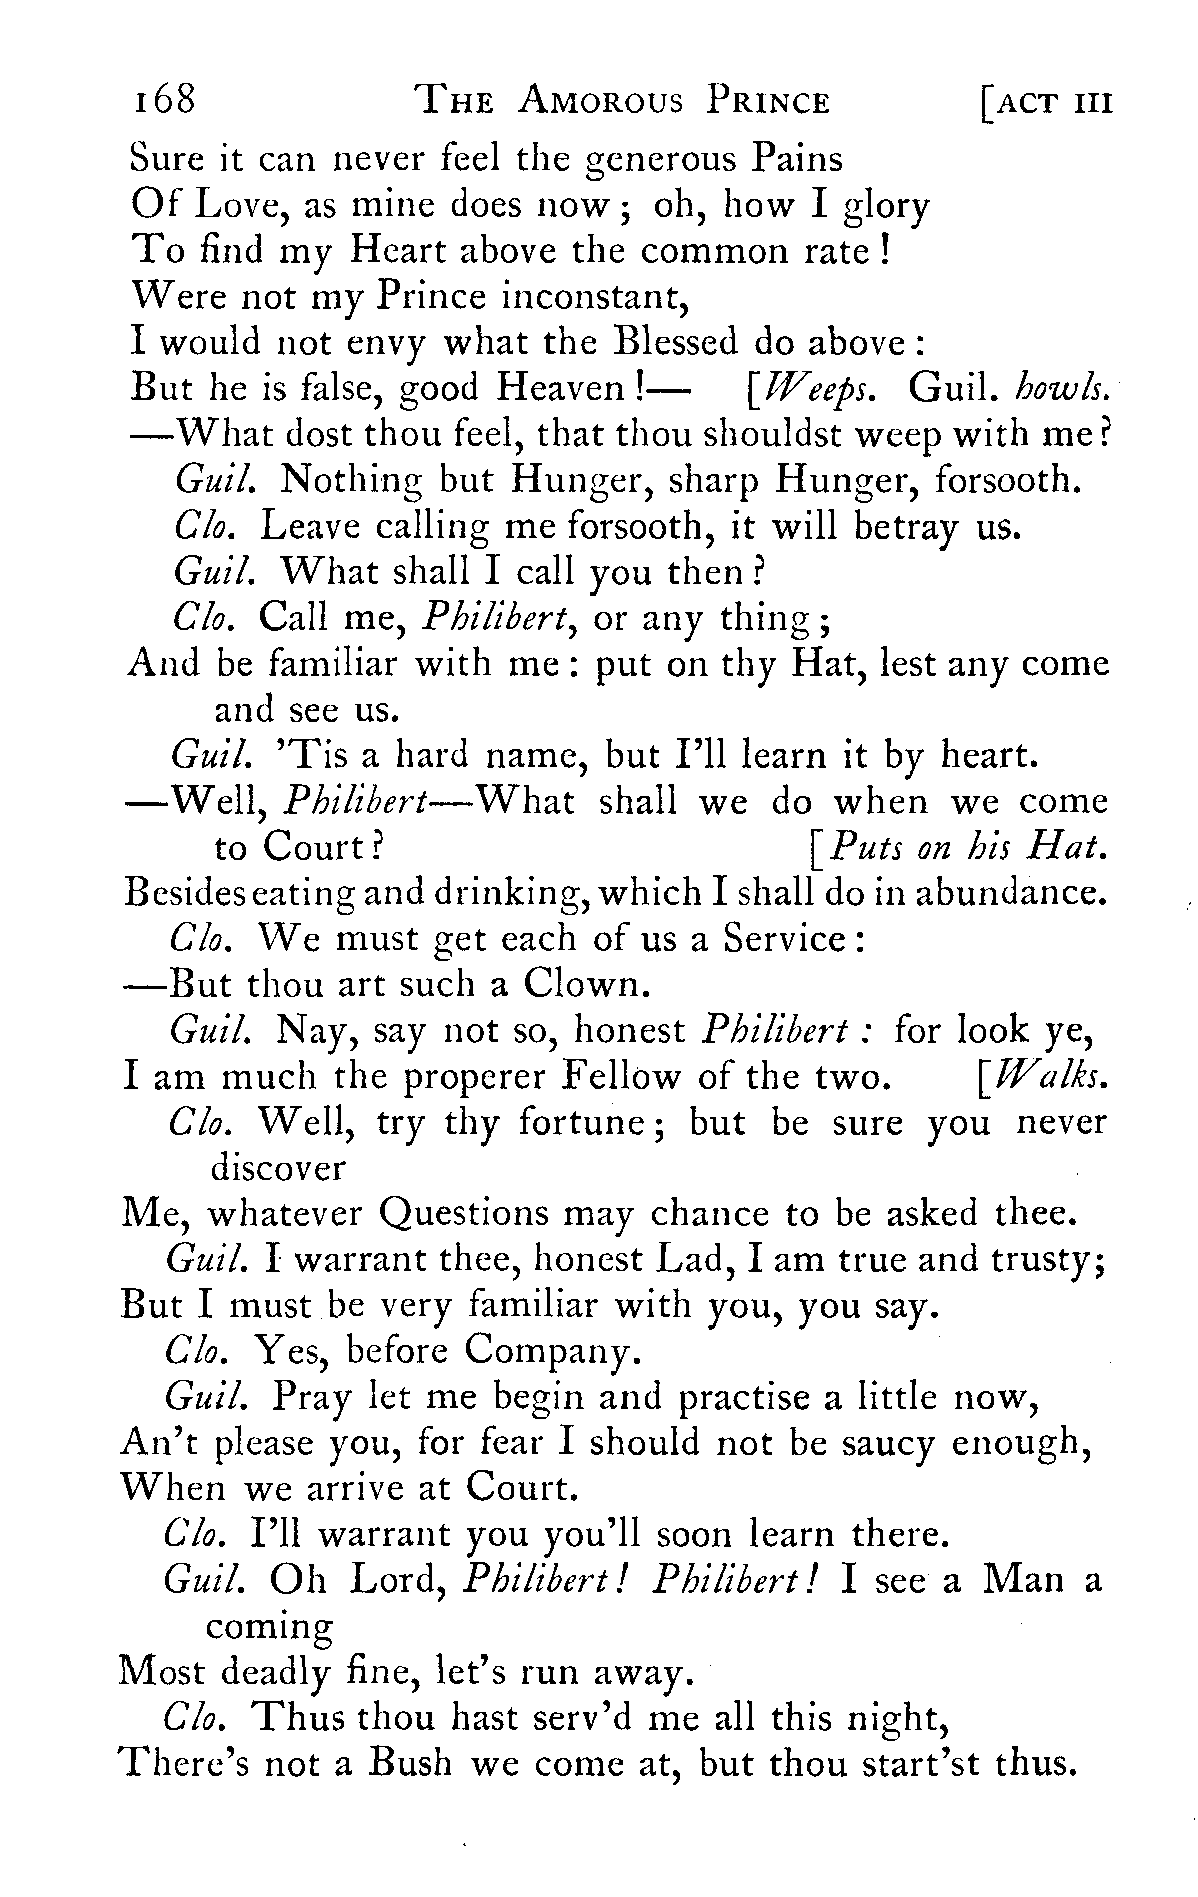 168 The Amorous Prince [act iii
Sure it can never feel the generous Pains
Of Love, as mine does now; oh, how I glory
To find my Heart above the common rate!
Were not my Prince inconstant,
I would not envy what the Blessed do above:
But he is false, good Heaven!— [Weeps. Guil. howls.
—What dost thou feel, that thou shouldst weep with me?
Guil. Nothing but Hunger, sharp Hunger, forsooth.
Clo. Leave calling me forsooth, it will betray us.
Guil. What shall I call you then?
Clo. Call me, Philibert, or any thing;
And be familiar with me: put on thy Hat, lest any come
and see us.
Guil. 'Tis a hard name, but I'll learn it by heart.
—Well, Philibert—What shall we do when we come
to Court? [Puts on his Hat.
Besides eating and drinking, which I shall do in abundance.
Clo. We must get each of us a Service:
—But thou art such a Clown.
Guil. Nay, say not so, honest Philibert: for look ye,
I am much the properer Fellow of the two. [Walks.
Clo. Well, try thy fortune; but be sure you never
discover
Me, whatever Questions may chance to be asked thee.
Guil. I warrant thee, honest Lad, I am true and trusty;
But I must be very familiar with you, you say.
Clo. Yes, before Company.
Guil. Pray let me begin and practise a little now,
An't please you, for fear I should not be saucy enough,
When we arrive at Court.
Clo. I'll warrant you you'll soon learn there.
Guil. Oh Lord, Philibert! Philibert! I see a Man a
coming
Most deadly fine, let's run away.
Clo. Thus thou hast serv'd me all this night,
There's not a Bush we come at, but thou start'st thus.